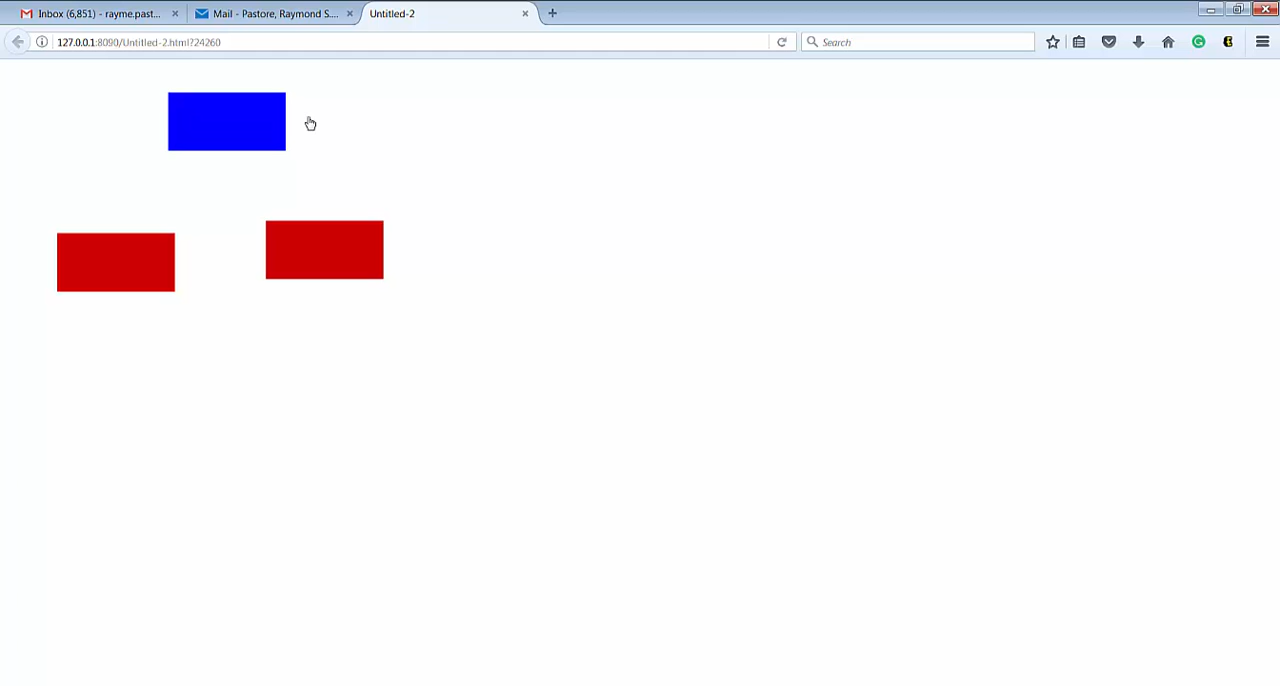 Inbox (6,851) - rayme.past...
Mail - Pastore, Raymond S....
Untitled-2
127.0.0.1:8090/Untitled-2.html?24260
Search